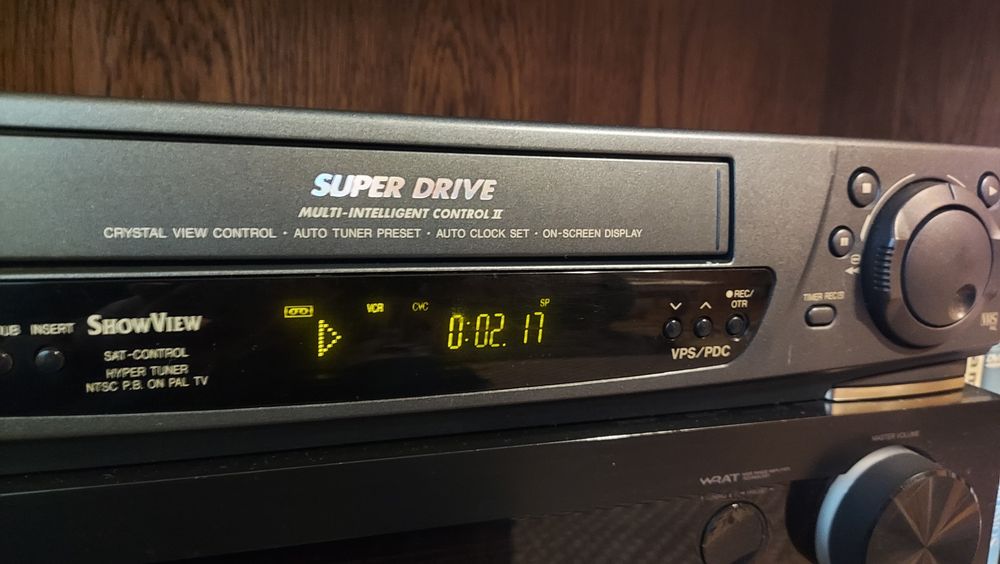 SUPER DRIVE
MULTI-INTELLIGENT CONTROL II
CRYSTAL VIEW CONTROL · AUTO TUNER PRESET · AUTO CLOCK SET · ON-SCREEN DISPLAY
INSERT
SHOWVIEW
SAT-CONTROL
HYPER TUNER
NTSC P.B. ON PAL TV
VCR
CVC
SP
0:02.17
REC/
OTR
VPS/PDC
TIMER REC
VHS
WRAT
MASTER VOLUME